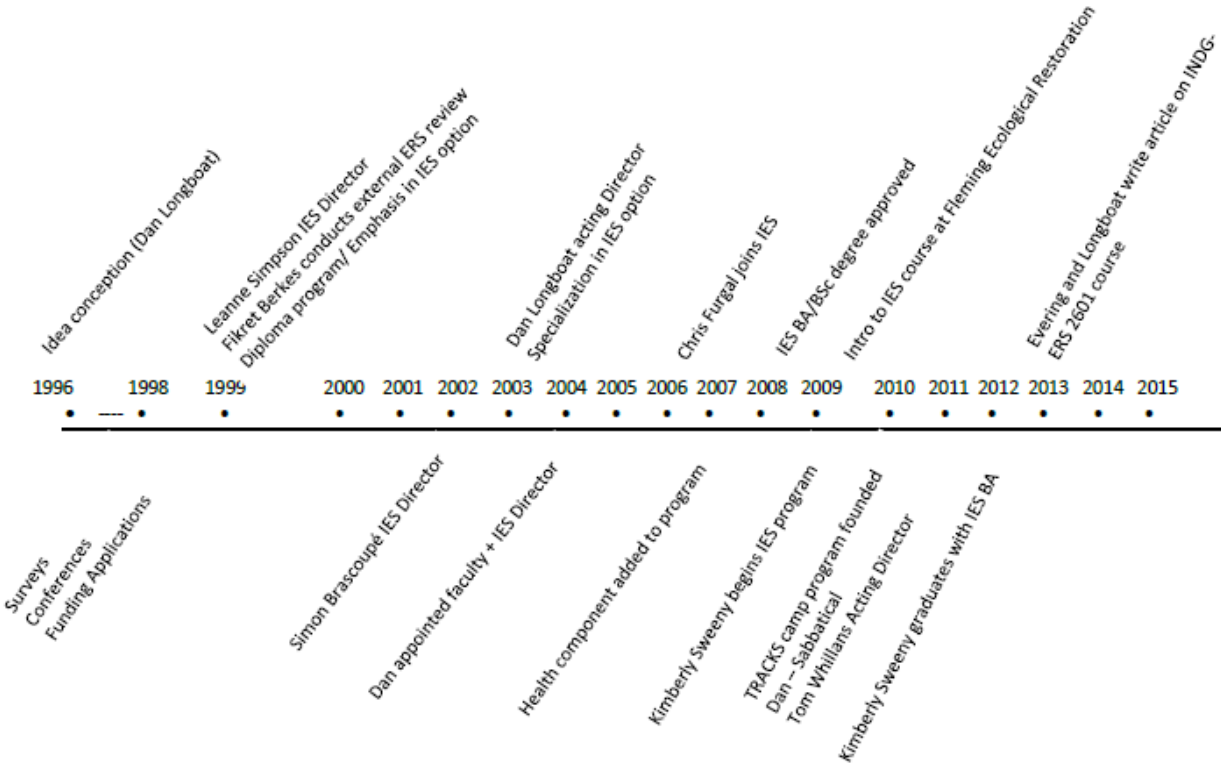 Idea conception (Dan Longboat)
Leanne Simpson IES Director
Fikret Berkes conducts external ERS review
Diploma program/ Emphasis in IES option
Dan Longboat acting Director
Specialization in IES option
Chris Furgal joins IES
IES BA/BSc degree approved
Intro to IES course at Fleming Ecological Restoration
Evering and Longboat write article on INDG-
ERS 2601 course
1996 1998 1999 2000 2001 2002 2003 2004 2005 2006 2007 2008 2009 2010 2011 2012 2013 2014 2015
Surveys
Conferences
Funding Applications
Simon Brascoupé IES Director
Dan appointed faculty + IES Director
Health component added to program
Kimberly Sweeny begins IES program
TRACKS camp program founded
Dan – Sabbatical
Tom Whillans Acting Director
Kimberly Sweeny graduates with IES BA